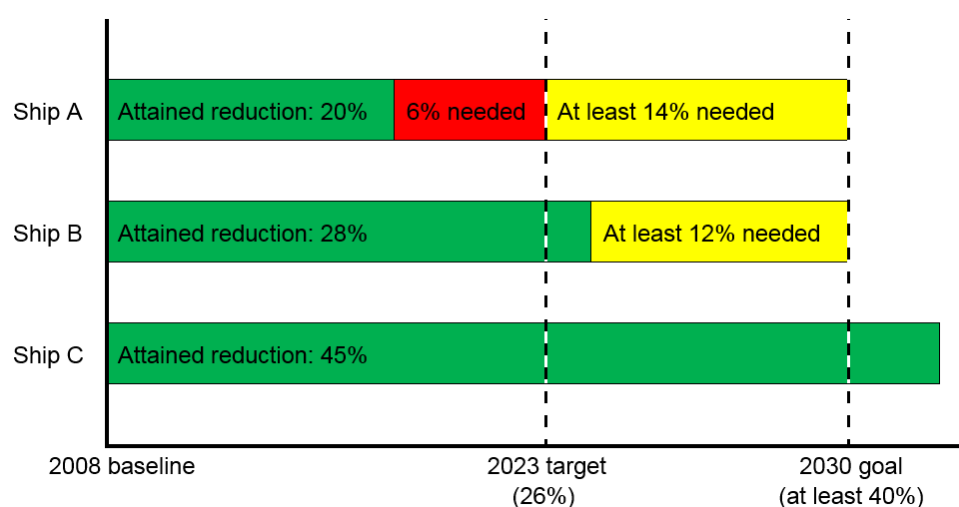 Ship A
Attained reduction: 20%
6% needed
At least 14% needed
Ship B
Attained reduction: 28%
At least 12% needed
Ship C
Attained reduction: 45%
2008 baseline
2023 target
(26%)
2030 goal
(at least 40%)